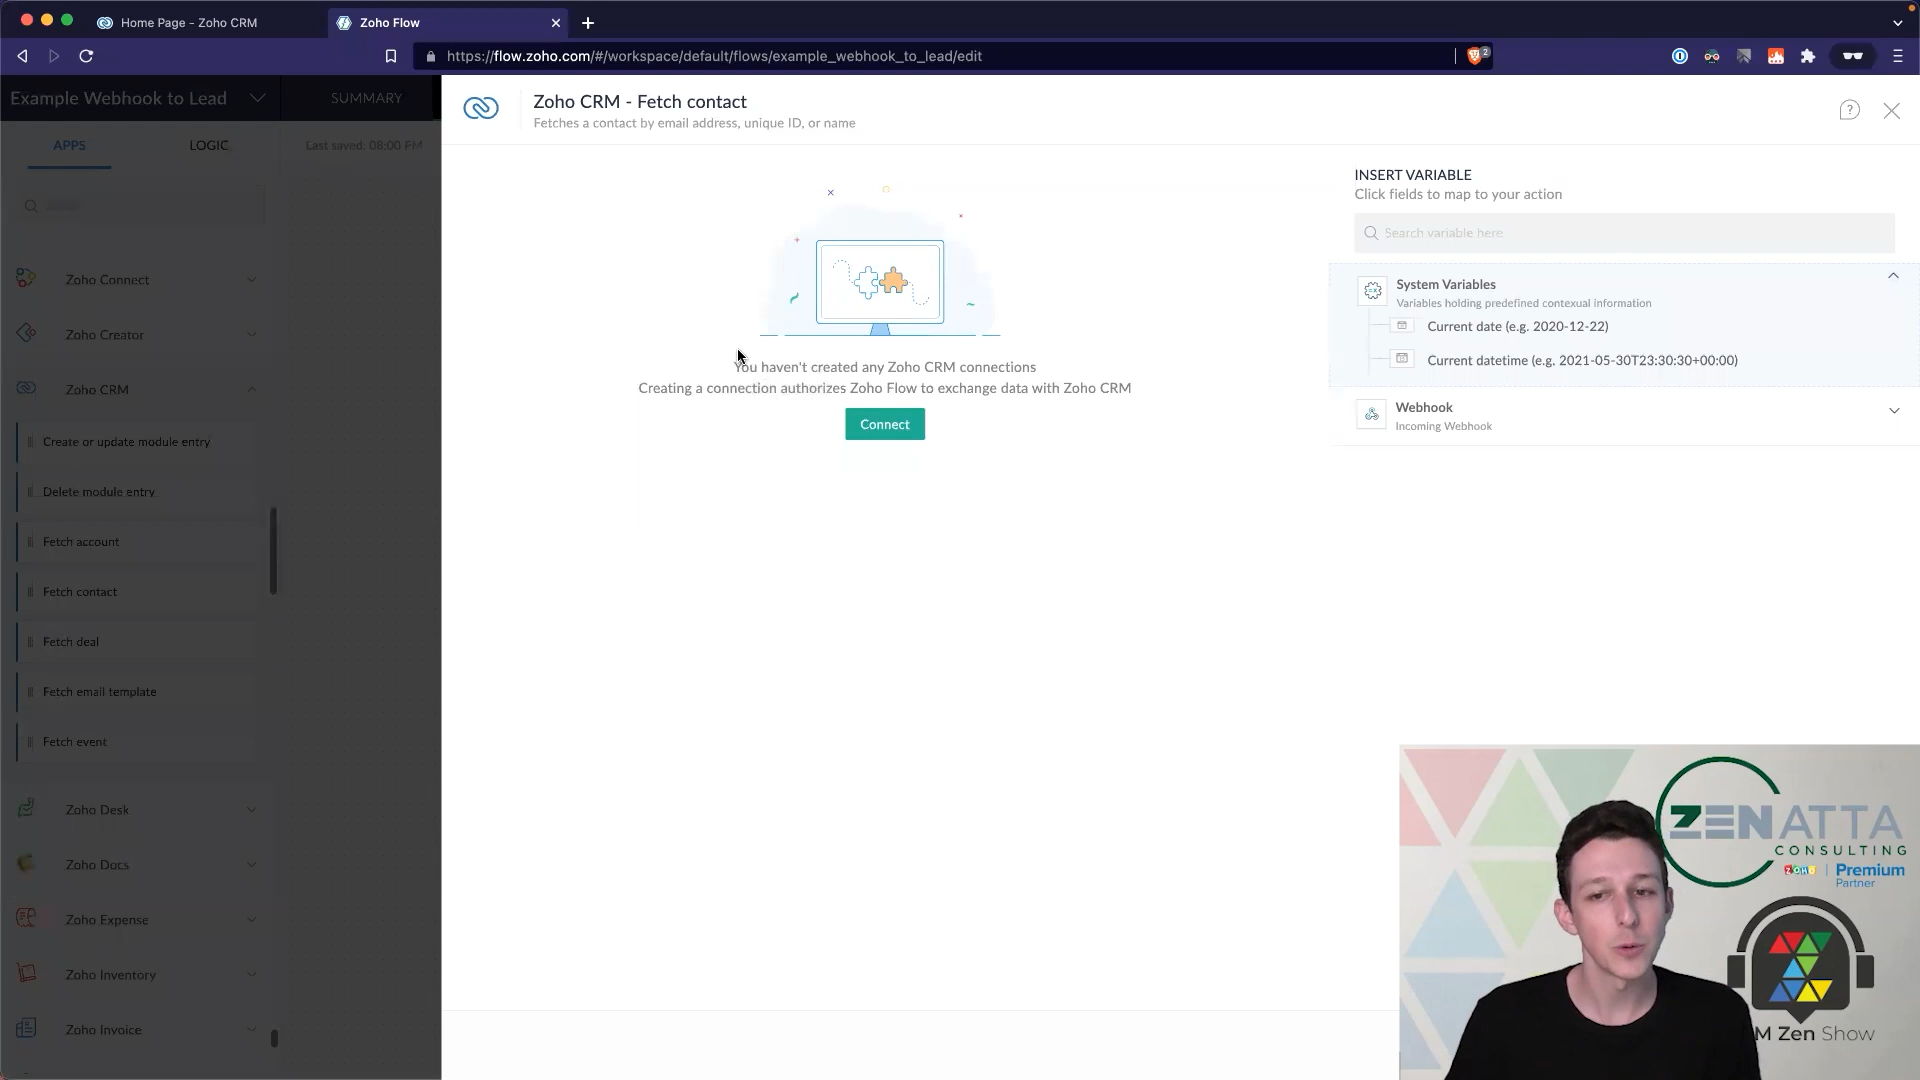 Home Page - Zoho CRM
Zoho Flow
https://flow.zoho.com/#/workspace/default/flows/example_webhook_to_lead/edit
2
Example Webhook to Lead
SUMMARY
Zoho CRM - Fetch contact
Fetches a contact by email address, unique ID, or name
APPS
LOGIC
Last saved: 08:00 PM
Zoho Connect
Zoho Creator
Zoho CRM
Create or update module entry
Delete module entry
Fetch account
Fetch contact
Fetch deal
Fetch email template
Fetch event
Zoho Desk
Zoho Docs
Zoho Expense
Zoho Inventory
Zoho Invoice
You haven't created any Zoho CRM connections
Creating a connection authorizes Zoho Flow to exchange data with Zoho CRM
Connect
INSERT VARIABLE
Click fields to map to your action
Search variable here
System Variables
Variables holding predefined contexual information
Current date (e.g. 2020-12-22)
Current datetime (e.g. 2021-05-30T23:30:30+00:00)
Webhook
Incoming Webhook
ZENATTA
CONSULTING
ZOHO | Premium
Partner
M Zen Show